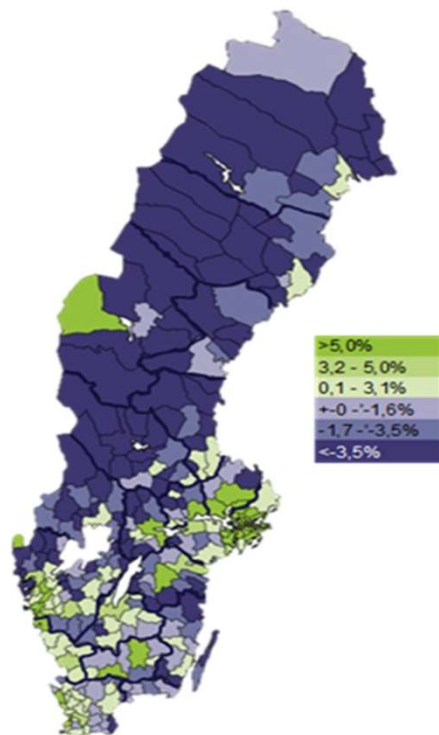 >5,0%
3,2 - 5,0%
0,1 - 3,1%
+-0 -'-1,6%
-1,7 -'-3,5%
<-3,5%